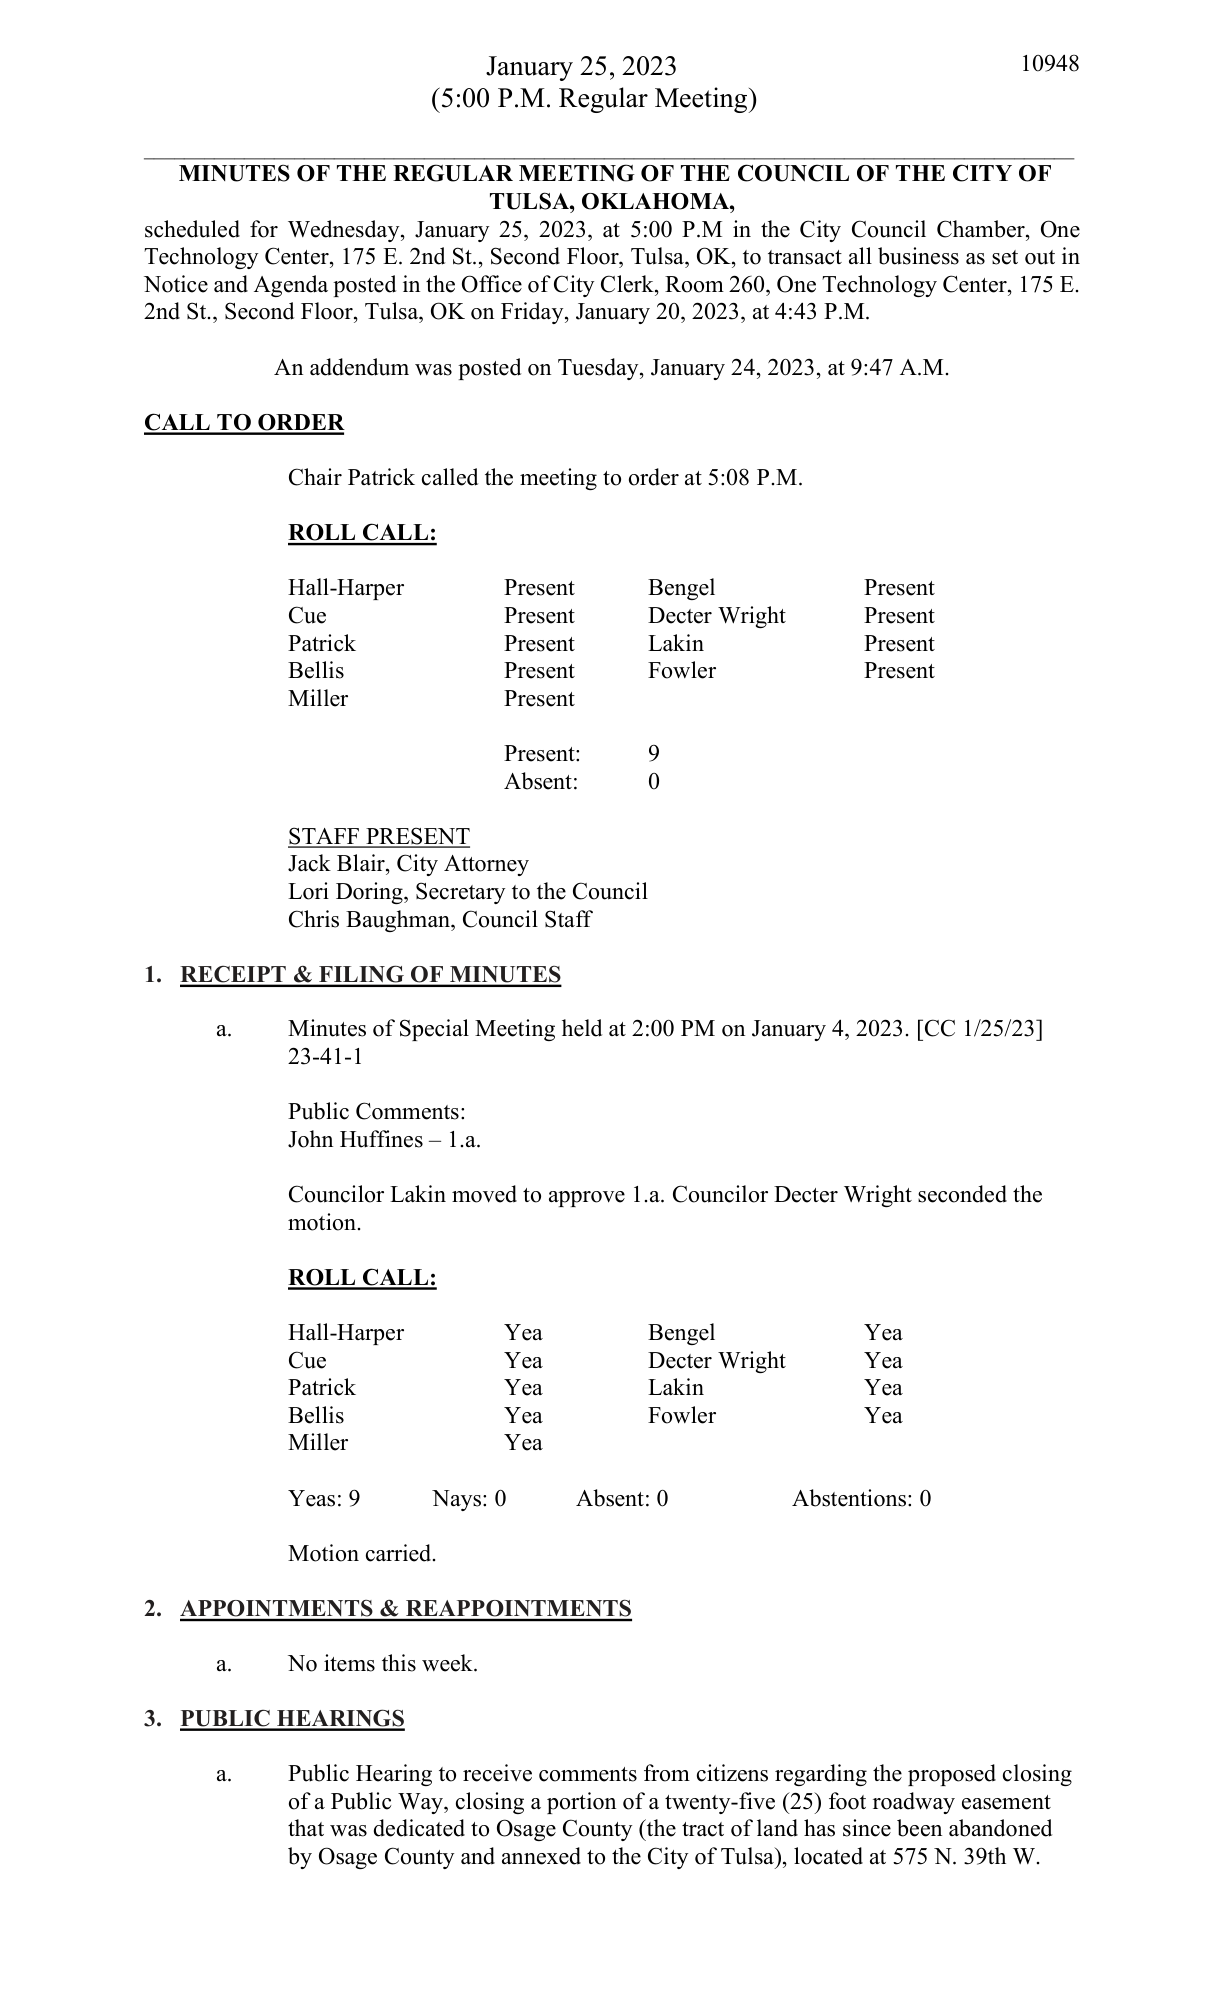 January 25, 2023 10948
(5:00 P.M. Regular Meeting)
MINUTES OF THE REGULAR MEETING OF THE COUNCIL OF THE CITY OF
TULSA, OKLAHOMA,
scheduled for Wednesday, January 25, 2023, at 5:00 P.M in the City Council Chamber, One
Technology Center, 175 E. 2nd St., Second Floor, Tulsa, OK, to transact all business as set out in
Notice and Agenda posted in the Office of City Clerk, Room 260, One Technology Center, 175 E.
2nd St., Second Floor, Tulsa, OK on Friday, January 20, 2023, at 4:43 P.M.
An addendum was posted on Tuesday, January 24, 2023, at 9:47 A.M.
CALL TO ORDER
Chair Patrick called the meeting to order at 5:08 P.M.
ROLL CALL:
Hall-Harper Present Bengel Present
Cue Present Decter Wright Present
Patrick Present Lakin Present
Bellis Present Fowler Present
Miller Present
Present: 9
Absent: 0
STAFF PRESENT
Jack Blair, City Attorney
Lori Doring, Secretary to the Council
Chris Baughman, Council Staff
1. RECEIPT & FILING OF MINUTES
a. Minutes of Special Meeting held at 2:00 PM on January 4, 2023. [CC 1/25/23]
23-41-1
Public Comments:
John Huffines – 1.a.
Councilor Lakin moved to approve 1.a. Councilor Decter Wright seconded the
motion.
ROLL CALL:
Hall-Harper Yea Bengel Yea
Cue Yea Decter Wright Yea
Patrick Yea Lakin Yea
Bellis Yea Fowler Yea
Miller Yea
Yeas: 9 Nays: 0 Absent: 0 Abstentions: 0
Motion carried.
2. APPOINTMENTS & REAPPOINTMENTS
a. No items this week.
3. PUBLIC HEARINGS
a. Public Hearing to receive comments from citizens regarding the proposed closing
of a Public Way, closing a portion of a twenty-five (25) foot roadway easement
that was dedicated to Osage County (the tract of land has since been abandoned
by Osage County and annexed to the City of Tulsa), located at 575 N. 39th W.